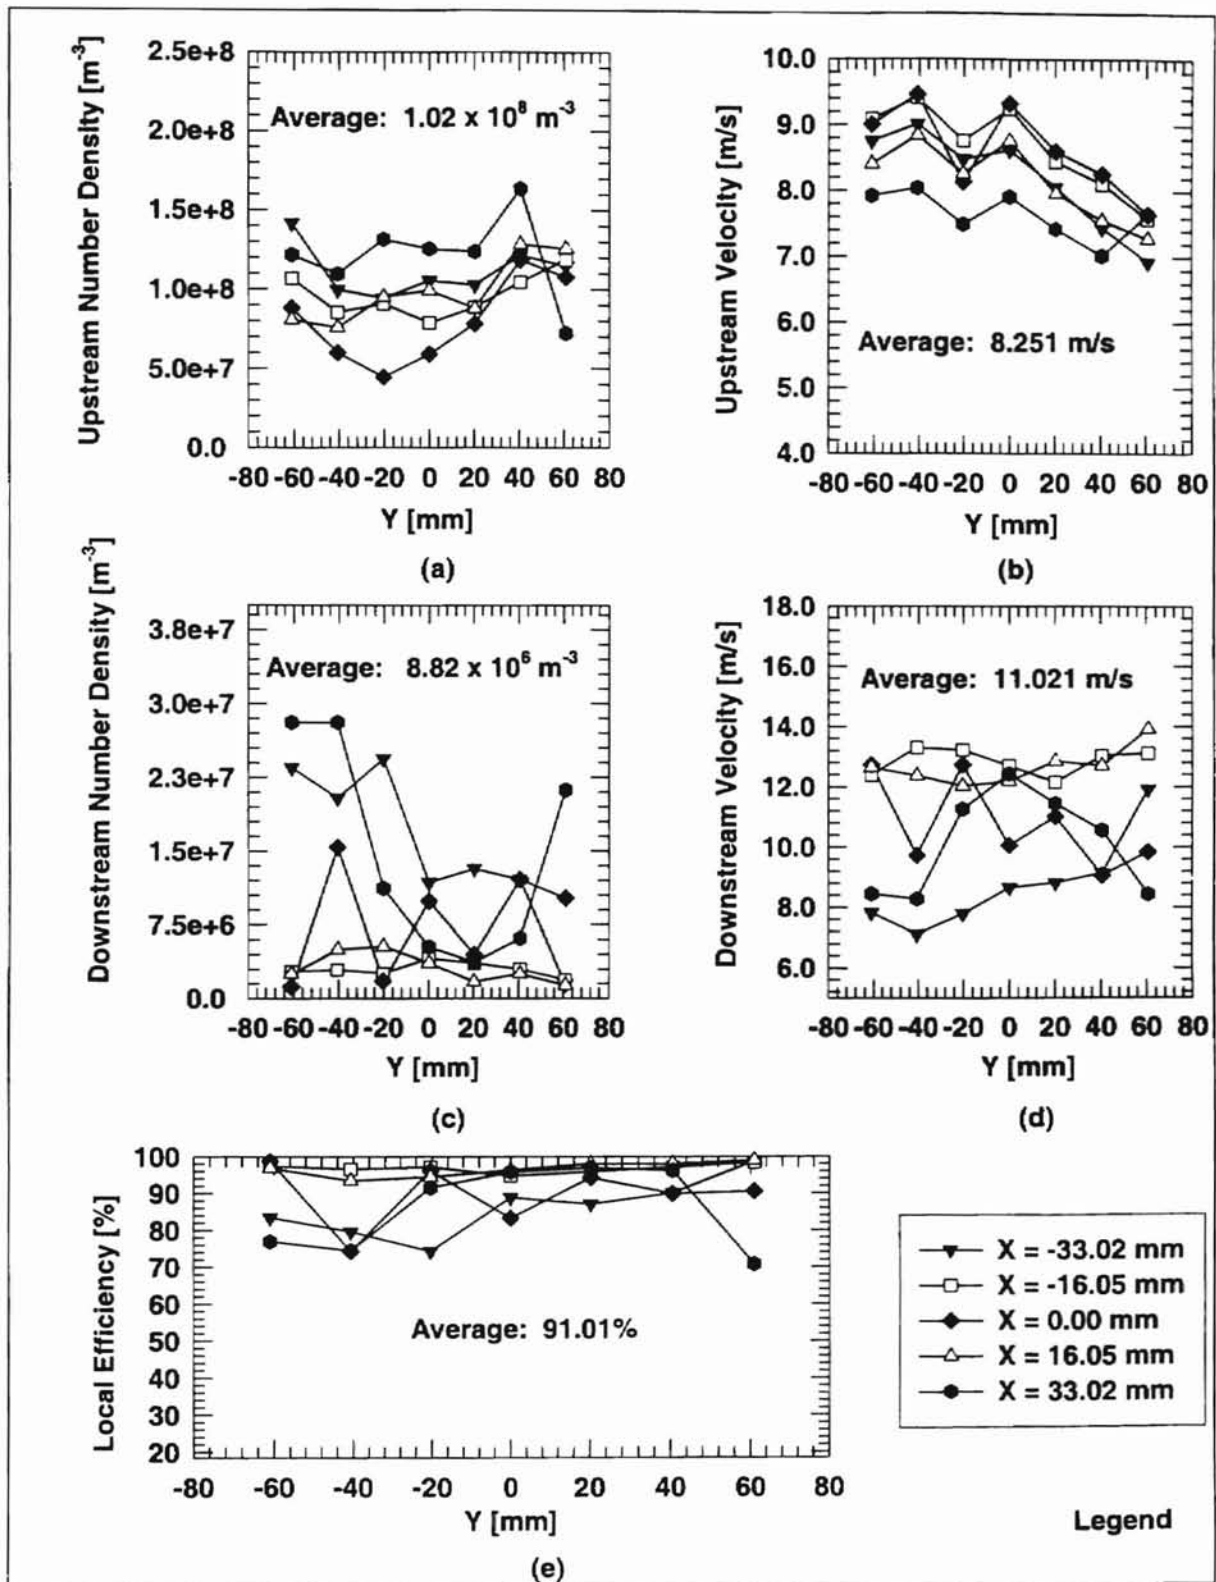 Upstream Number Density [m⁻³]
2.5e+8
2.0e+8
1.5e+8
1.0e+8
5.0e+7
0.0
Average: 1.02 x 10⁸ m⁻³
-80 -60 -40 -20 0 20 40 60 80
Y [mm]
(a)
Upstream Velocity [m/s]
10.0
9.0
8.0
7.0
6.0
5.0
4.0
Average: 8.251 m/s
-80 -60 -40 -20 0 20 40 60 80
Y [mm]
(b)
Downstream Number Density [m⁻³]
3.8e+7
3.0e+7
2.3e+7
1.5e+7
7.5e+6
0.0
Average: 8.82 x 10⁶ m⁻³
-80 -60 -40 -20 0 20 40 60 80
Y [mm]
(c)
Downstream Velocity [m/s]
18.0
16.0
14.0
12.0
10.0
8.0
6.0
Average: 11.021 m/s
-80 -60 -40 -20 0 20 40 60 80
Y [mm]
(d)
Local Efficiency [%]
100
90
80
70
60
50
40
30
20
Average: 91.01%
-80 -60 -40 -20 0 20 40 60 80
Y [mm]
(e)
X = -33.02 mm
X = -16.05 mm
X = 0.00 mm
X = 16.05 mm
X = 33.02 mm
Legend